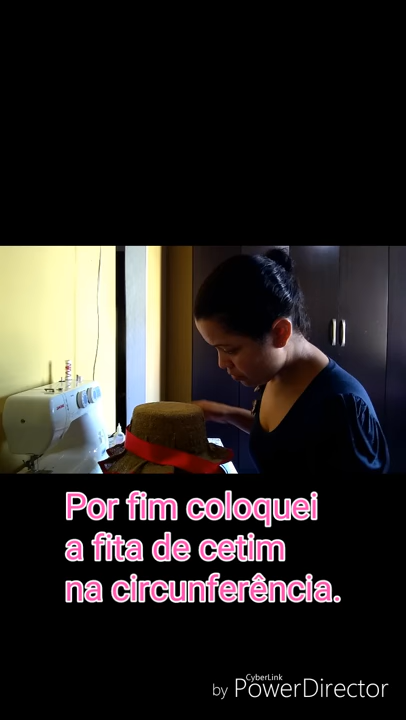 Por fim coloquei
a fita de cetim
na circunferência.
CyberLink
by PowerDirector